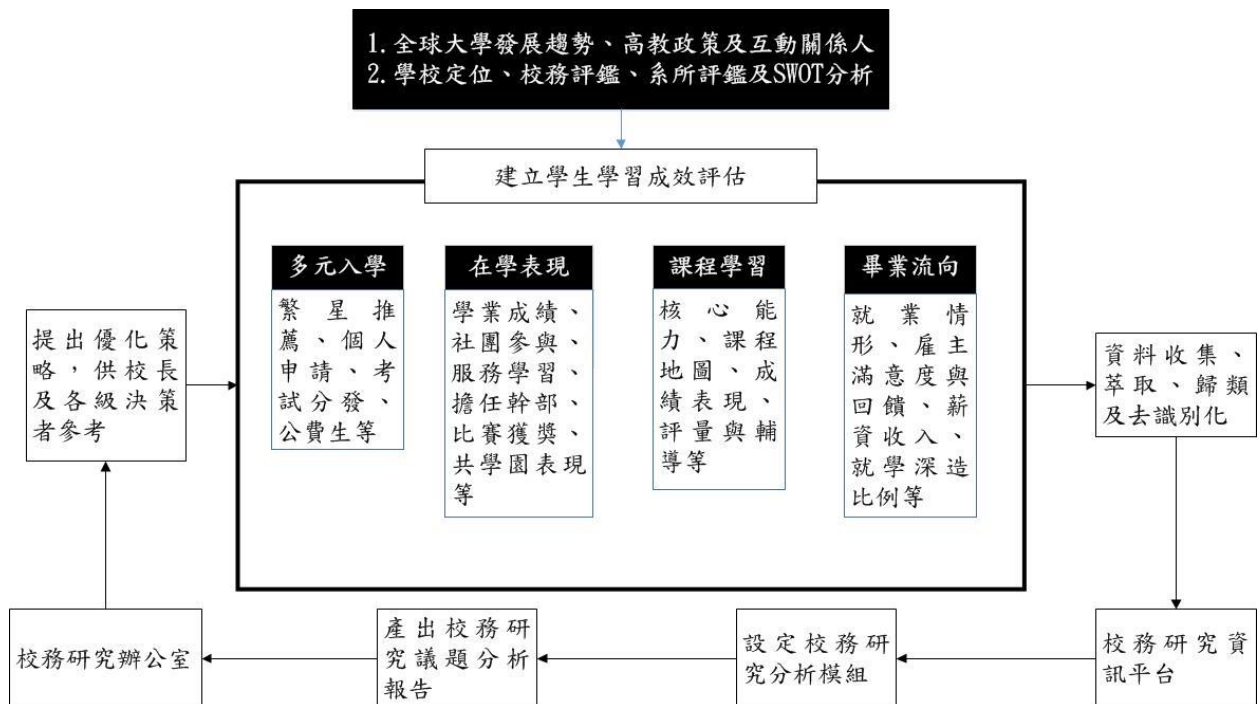 1.全球大學發展趨勢、高教政策及互動關係人
2.學校定位、校務評鑑、系所評鑑及SWOT分析
建立學生學習成效評估
多元入學
繁星推
薦、個人
申請、考
試分發、
公費生等
在學表現
學業成績、
社團參與、
服務學習、
擔任幹部、
比賽獲獎、
共學園表現
等
課程學習
核心能
力、課程
地圖、成
績表現、
評量與輔
導等
畢業流向
就業情
形、雇主
滿意度與
回饋、薪
資收入、
就學深造
比例等
資料收集、
萃取、歸類
及去識別化
校務研究資
訊平台
設定校務研
究分析模組
產出校務研
究議題分析
報告
校務研究辦公室
提出優化策
略，供校長
及各級決策
者參考